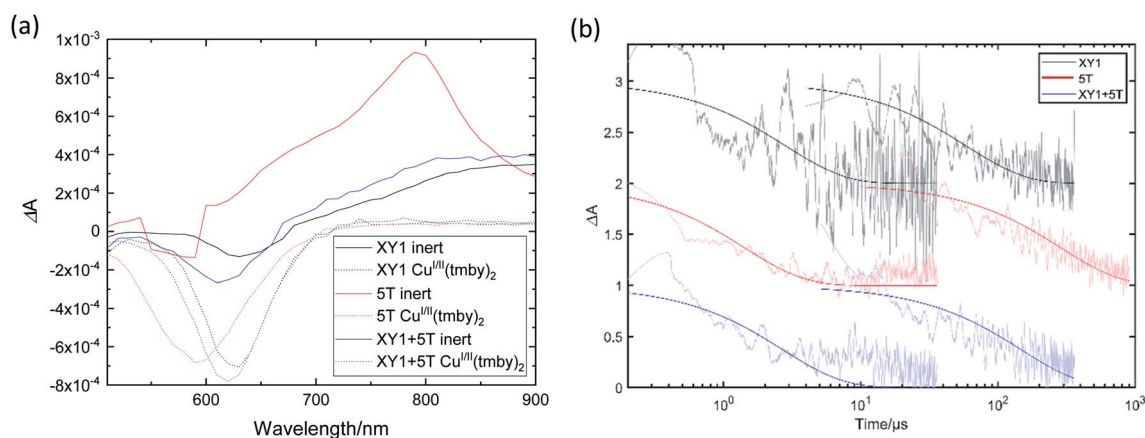 (a)
1x10⁻³
8x10⁻⁴
6x10⁻⁴
4x10⁻⁴
2x10⁻⁴
0
-2x10⁻⁴
-4x10⁻⁴
-6x10⁻⁴
-8x10⁻⁴
ΔA
XY1 inert
XY1 Cuᴵ/ᴵᴵ(tmby)₂
5T inert
5T Cuᴵ/ᴵᴵ(tmby)₂
XY1+5T inert
XY1+5T Cuᴵ/ᴵᴵ(tmby)₂
600 700 800 900
Wavelength/nm
(b)
3
2.5
2
1.5
1
0.5
0
ΔA
XY1
5T
XY1+5T
10⁰ 10¹ 10² 10³
Time/μs